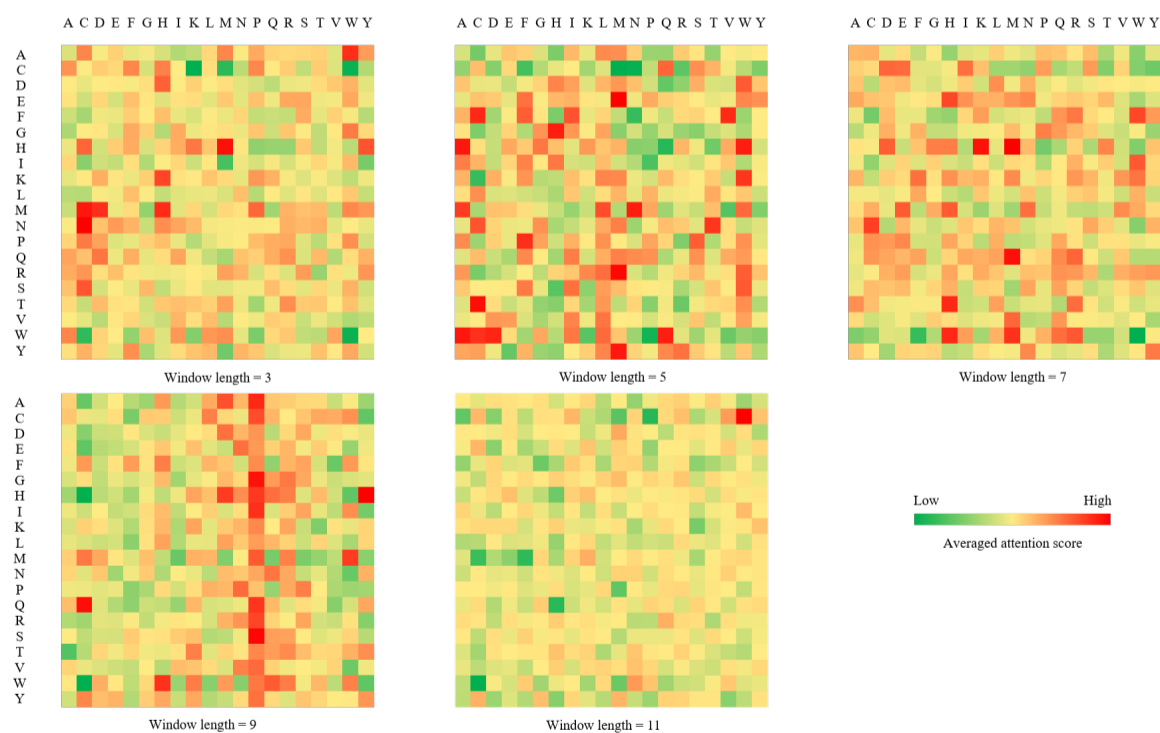 A C D E F G H I K L M N P Q R S T V W Y
A C D E F G H I K L M N P Q R S T V W Y
A C D E F G H I K L M N P Q R S T V W Y
A
C
D
E
F
G
H
I
K
L
M
N
P
Q
R
S
T
V
W
Y
Window length = 3
Window length = 5
Window length = 7
A
C
D
E
F
G
H
I
K
L
M
N
P
Q
R
S
T
V
W
Y
Window length = 9
Window length = 11
Low
High
Averaged attention score